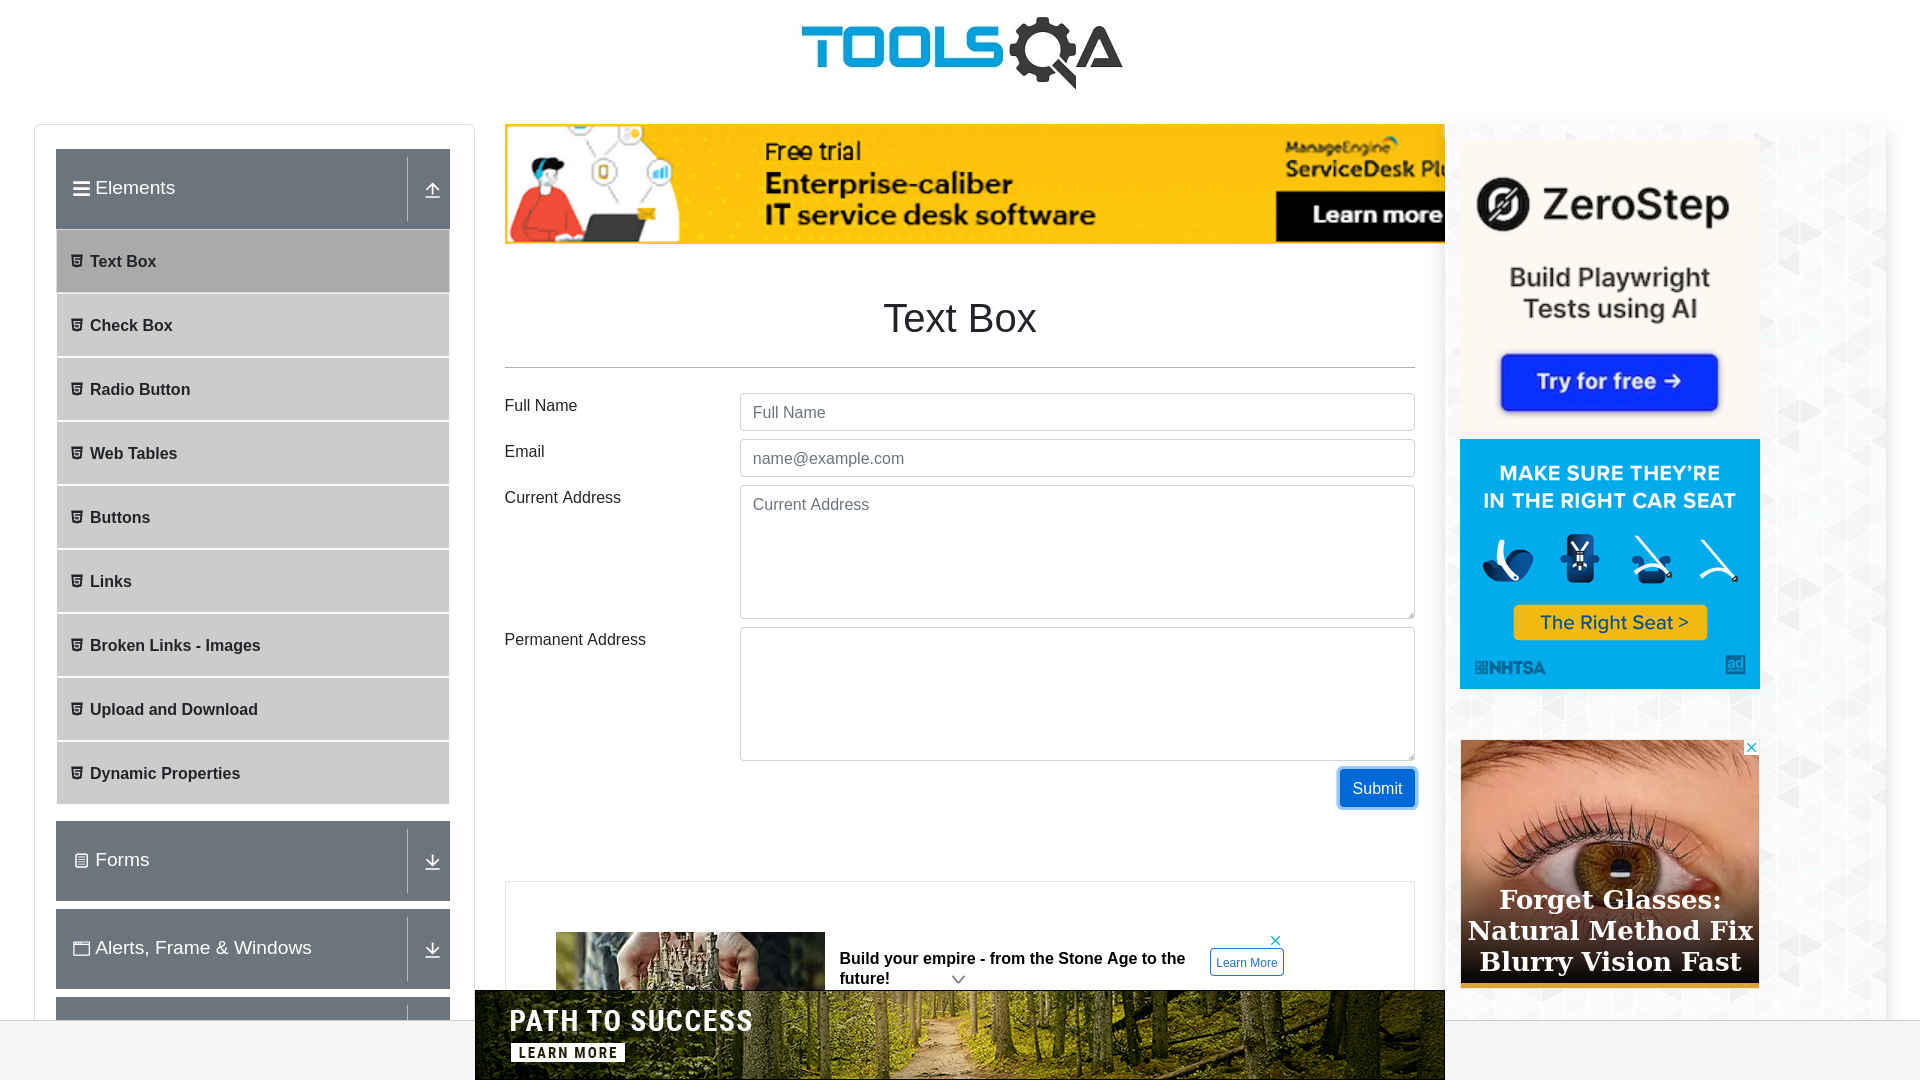 TOOLSQA
Elements
Text Box
Check Box
Radio Button
Web Tables
Buttons
Links
Broken Links - Images
Upload and Download
Dynamic Properties
Forms
Alerts, Frame & Windows
Free trial
Enterprise-caliber
IT service desk software
ManageEngine
ServiceDesk Plu
Learn more
Text Box
Full Name
Full Name
Email
name@example.com
Current Address
Current Address
Permanent Address
Submit
Build your empire - from the Stone Age to the
future!
Learn More
PATH TO SUCCESS
LEARN MORE
ZeroStep
Build Playwright
Tests using AI
Try for free →
MAKE SURE THEY'RE
IN THE RIGHT CAR SEAT
The Right Seat >
NHTSA
ad
Forget Glasses:
Natural Method Fix
Blurry Vision Fast